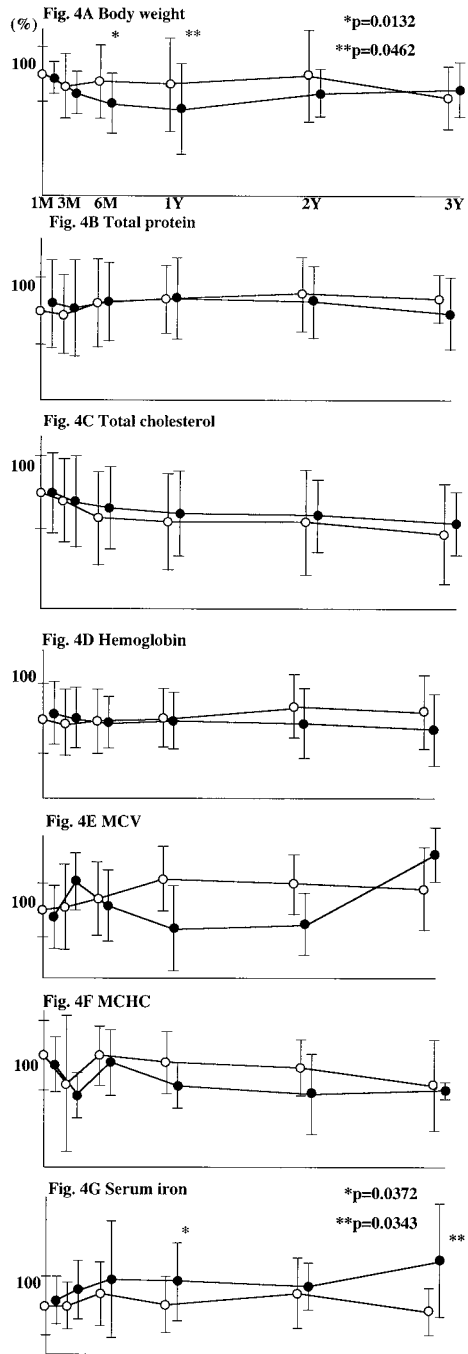 Fig. 4A Body weight
(%)
*p=0.0132
* **
**p=0.0462
100
1M 3M 6M 1Y 2Y 3Y
Fig. 4B Total protein
100
Fig. 4C Total cholesterol
100
Fig. 4D Hemoglobin
100
Fig. 4E MCV
100
Fig. 4F MCHC
100
Fig. 4G Serum iron
*p=0.0372
**p=0.0343
* **
100